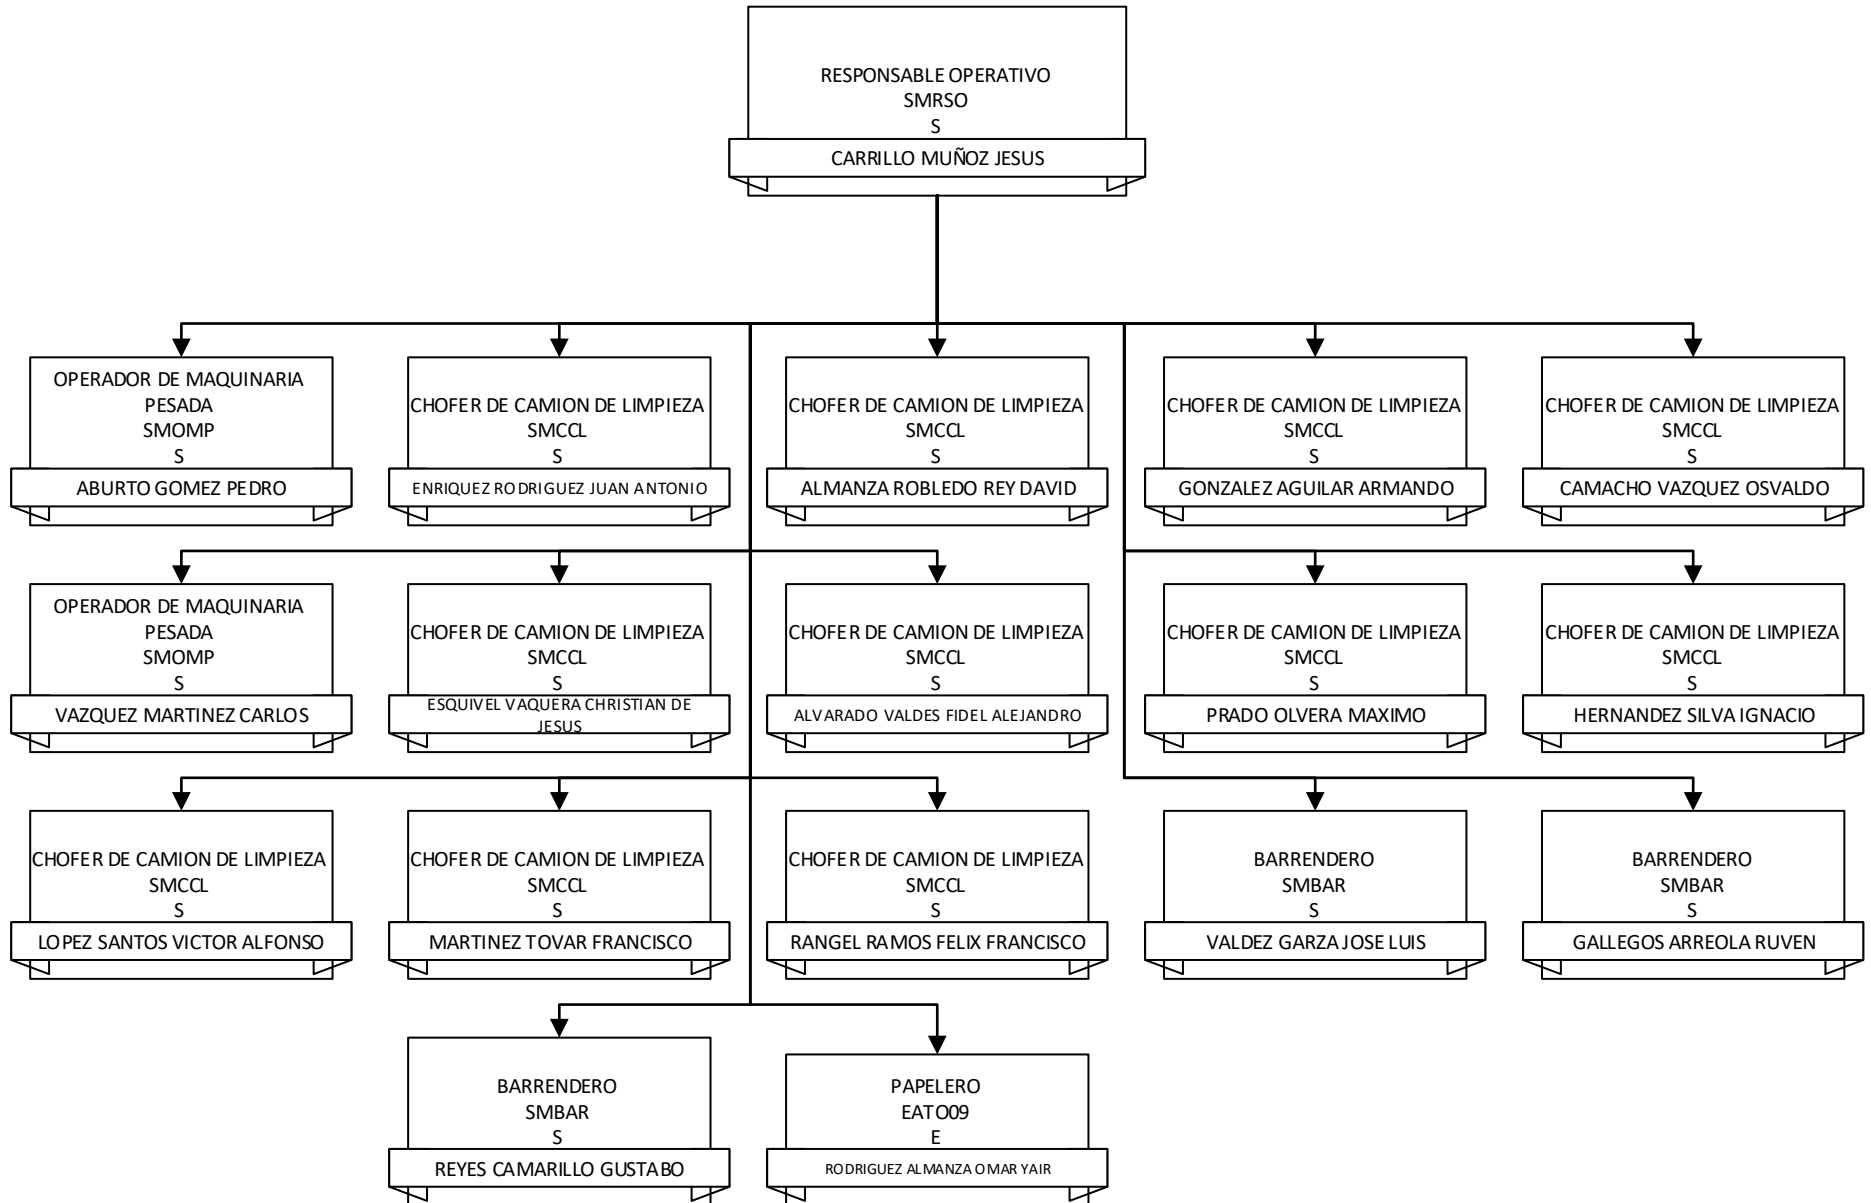 RESPONSABLE OPERATIVO
SMRSO
S
CARRILLO MUÑOZ JESUS
OPERADOR DE MAQUINARIA
PESADA
SMOMP
S
ABURTO GOMEZ PEDRO
CHOFER DE CAMION DE LIMPIEZA
SMCCL
S
ENRIQUEZ RODRIGUEZ JUAN ANTONIO
CHOFER DE CAMION DE LIMPIEZA
SMCCL
S
ALMANZA ROBLEDO REY DAVID
CHOFER DE CAMION DE LIMPIEZA
SMCCL
S
GONZALEZ AGUILAR ARMANDO
CHOFER DE CAMION DE LIMPIEZA
SMCCL
S
CAMACHO VAZQUEZ OSVALDO
OPERADOR DE MAQUINARIA
PESADA
SMOMP
S
VAZQUEZ MARTINEZ CARLOS
CHOFER DE CAMION DE LIMPIEZA
SMCCL
S
ESQUIVEL VAQUERA CHRISTIAN DE
JESUS
CHOFER DE CAMION DE LIMPIEZA
SMCCL
S
ALVARADO VALDES FIDEL ALEJANDRO
CHOFER DE CAMION DE LIMPIEZA
SMCCL
S
PRADO OLVERA MAXIMO
CHOFER DE CAMION DE LIMPIEZA
SMCCL
S
HERNANDEZ SILVA IGNACIO
CHOFER DE CAMION DE LIMPIEZA
SMCCL
S
LOPEZ SANTOS VICTOR ALFONSO
CHOFER DE CAMION DE LIMPIEZA
SMCCL
S
MARTINEZ TOVAR FRANCISCO
CHOFER DE CAMION DE LIMPIEZA
SMCCL
S
RANGEL RAMOS FELIX FRANCISCO
BARRENDERO
SMBAR
S
VALDEZ GARZA JOSE LUIS
BARRENDERO
SMBAR
S
GALLEGOS ARREOLA RUVEN
BARRENDERO
SMBAR
S
REYES CAMARILLO GUSTABO
PAPELERO
EATO09
E
RODRIGUEZ ALMANZA OMAR YAIR